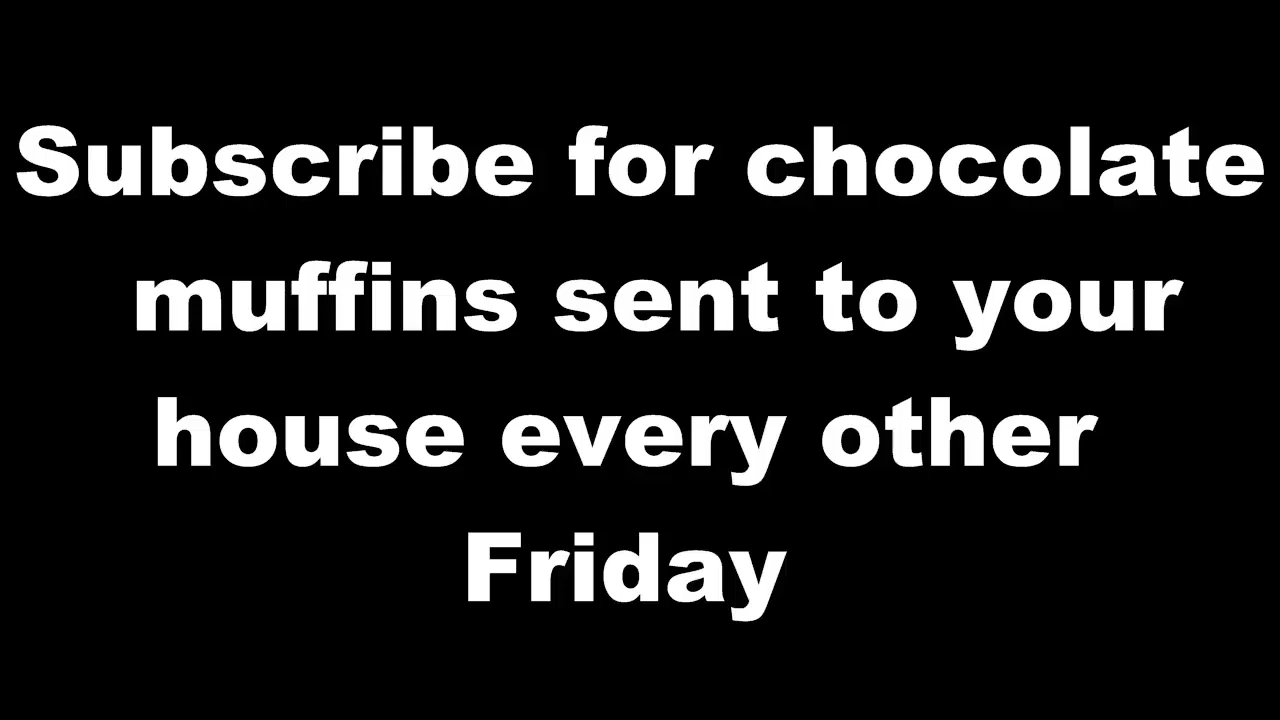 Subscribe for chocolate
muffins sent to your
house every other
Friday